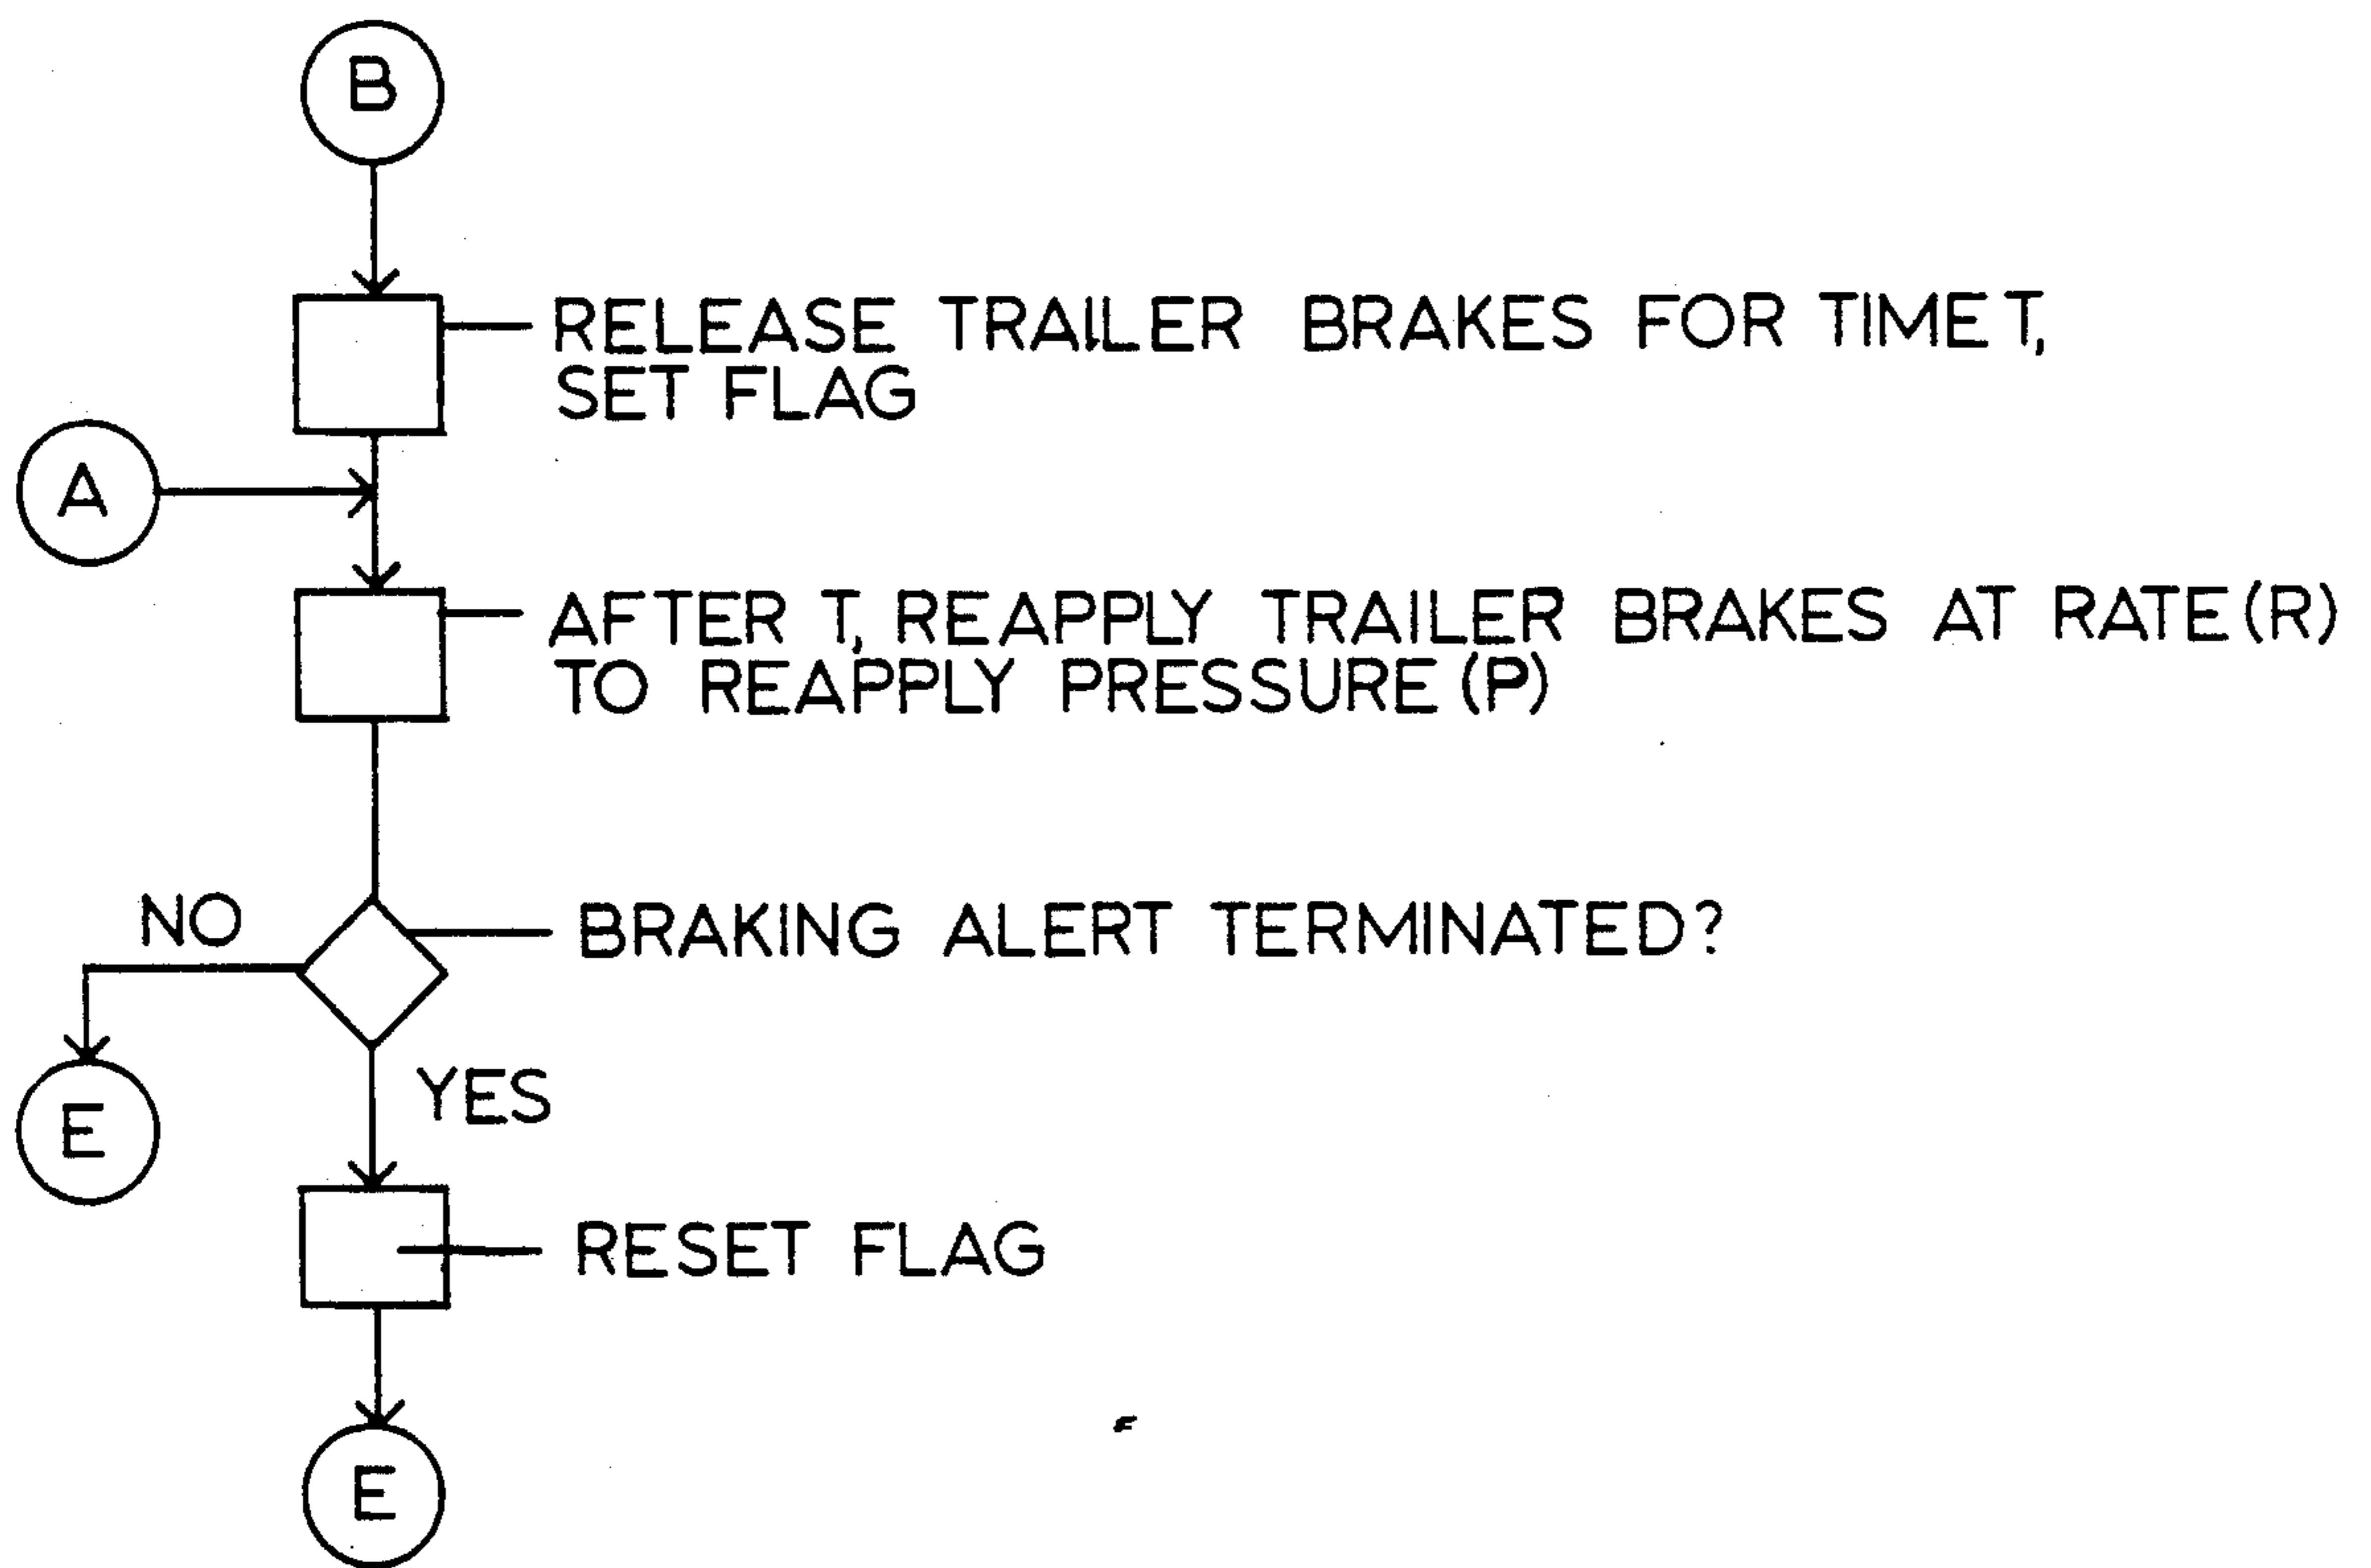 B
RELEASE TRAILER BRAKES FOR TIME T,
SET FLAG
A
AFTER T, REAPPLY TRAILER BRAKES AT RATE (R)
TO REAPPLY PRESSURE (P)
NO
BRAKING ALERT TERMINATED?
YES
E
RESET FLAG
E